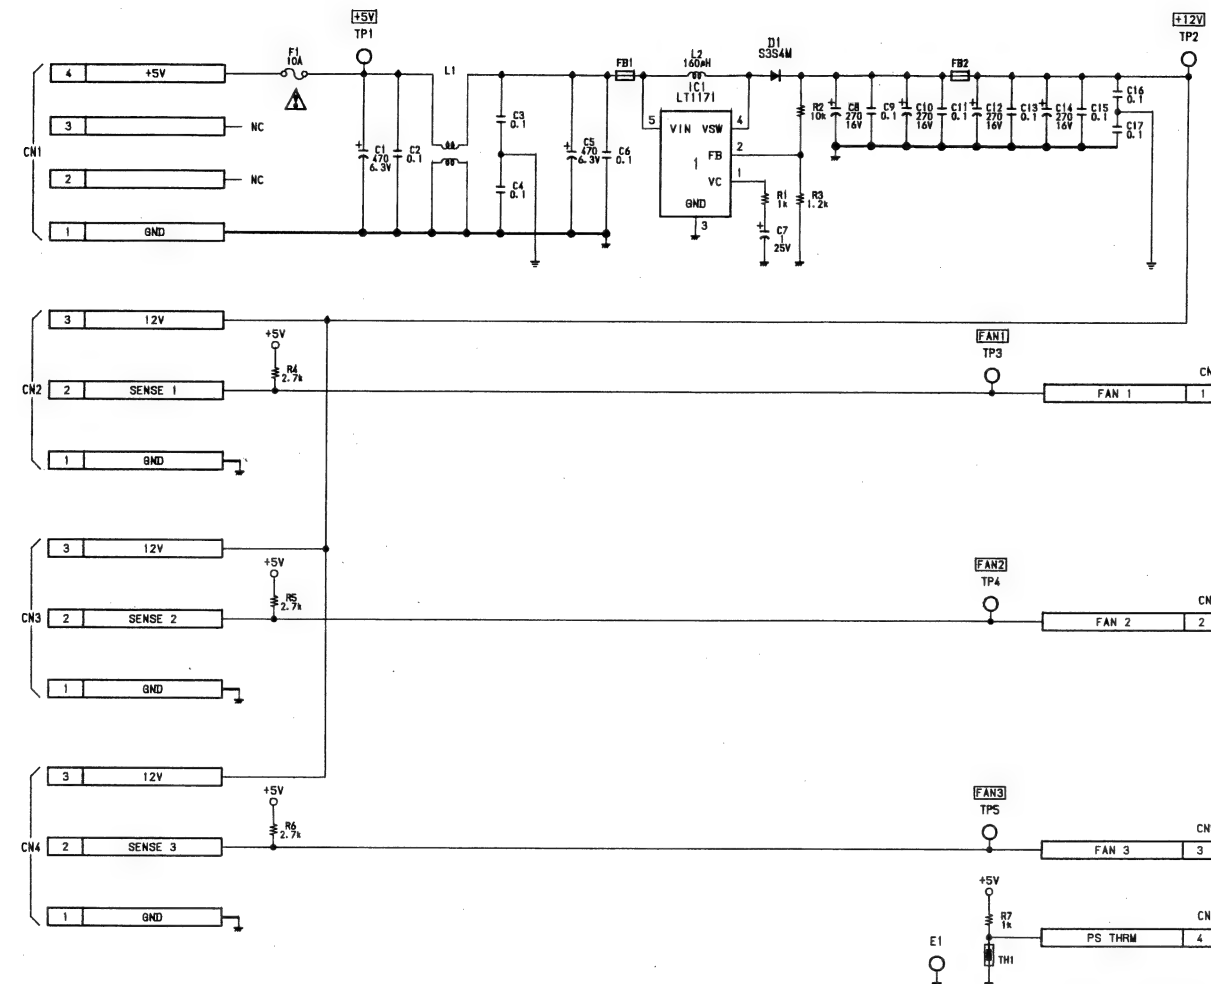 +5V
TP1
+12V
TP2
F1
10A
L1
FB1
L2
160μH
IC1
LT1171
D1
S3S4M
FB2
4 +5V
3
NC
CN1
2
NC
1 GND
C1
470
6.3V
C2
0.1
C3
0.1
C4
0.1
C5
470
6.3V
C6
0.1
5
VIN VSW
4
FB
2
1
VC
1
GND
3
R1
1k
C7
1
25V
R2
10k
R3
1.2k
C8
270
16V
C9
0.1
C10
270
16V
C11
0.1
C12
270
16V
C13
0.1
C14
270
16V
C15
0.1
C16
0.1
C17
0.1
3 12V
+5V
R4
2.7k
CN2
2 SENSE 1
1 GND
FAN1
TP3
CN
FAN 1 1
3 12V
+5V
R5
2.7k
CN3
2 SENSE 2
1 GND
FAN2
TP4
CN
FAN 2 2
3 12V
+5V
R6
2.7k
CN4
2 SENSE 3
1 GND
FAN3
TP5
CN
FAN 3 3
+5V
R7
1k
CN
PS THRM 4
TH1
E1